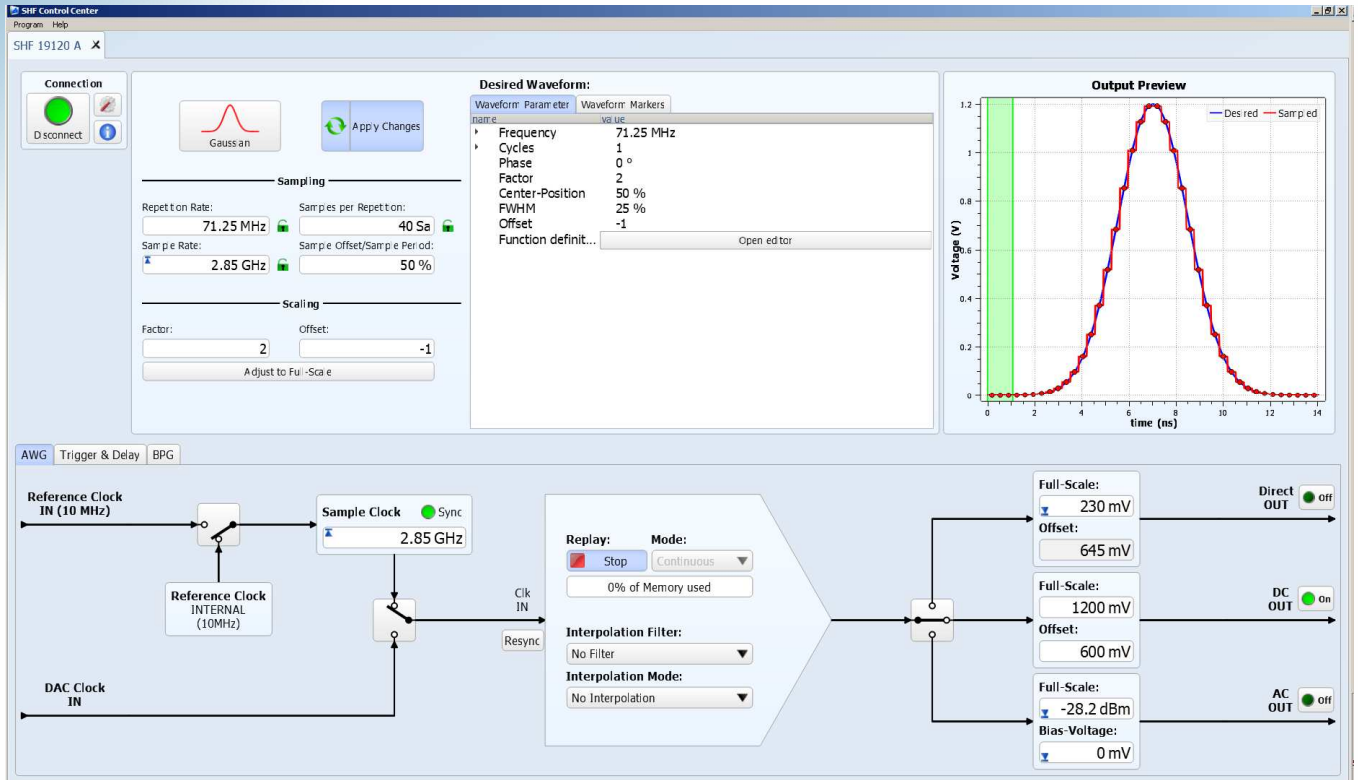 SHF Control Center
Program Help
SHF 19120 A
Connection
Disconnect
Gaussian
Apply Changes
Sampling
Repetition Rate: Samples per Repetition:
71.25 MHz 40 Sa
Sample Rate: Sample Offset/Sample Period:
2.85 GHz 50 %
Scaling
Factor: Offset:
2 -1
Adjust to Full-Scale
Desired Waveform:
Waveform Parameter Waveform Markers
name value
Frequency 71.25 MHz
Cycles 1
Phase 0 °
Factor 2
Center-Position 50 %
FWHM 25 %
Offset -1
Function definit... Open editor
Output Preview
Desired Sampled
Voltage (V)
1.2
1
0.8
0.6
0.4
0.2
0
0 2 4 6 8 10 12 14
time (ns)
AWG Trigger & Delay BPG
Reference Clock
IN (10 MHz)
Reference Clock
INTERNAL
(10MHz)
DAC Clock
IN
Sample Clock Sync
2.85 GHz
Clk
IN
Resync
Replay: Mode:
Stop Continuous
0% of Memory used
Interpolation Filter:
No Filter
Interpolation Mode:
No Interpolation
Full-Scale:
230 mV
Offset:
645 mV
Direct
OUT
Off
Full-Scale:
1200 mV
Offset:
600 mV
DC
OUT
On
Full-Scale:
-28.2 dBm
Bias-Voltage:
0 mV
AC
OUT
Off